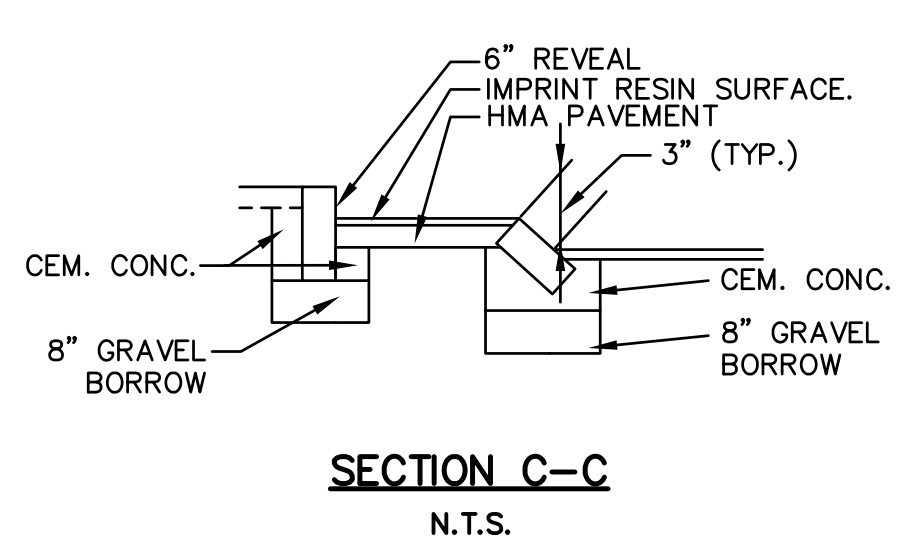 6” REVEAL
IMPRINT RESIN SURFACE.
HMA PAVEMENT
3” (TYP.)
CEM. CONC.
8” GRAVEL
BORROW
CEM. CONC.
8” GRAVEL
BORROW
SECTION C–C
N.T.S.